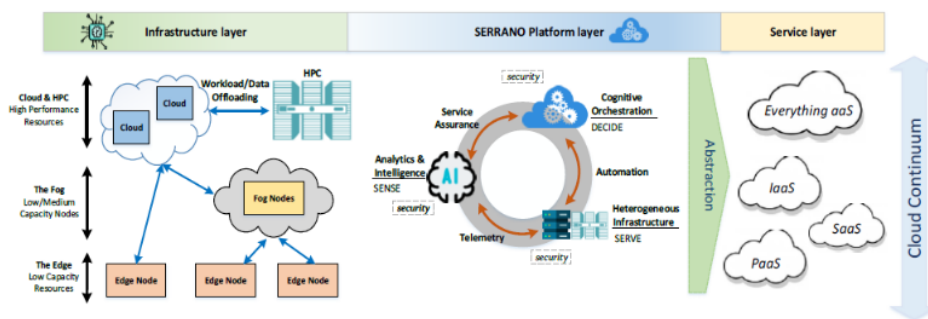 Infrastructure layer
SERRANO Platform layer
Service layer
Cloud & HPC
High Performance
Resources
Cloud
Cloud
Workload/Data
Offloading
HPC
The Fog
Low/Medium
Capacity Nodes
Fog Nodes
The Edge
Low Capacity
Resources
Edge Node
Edge Node
Edge Node
security
Service
Assurance
Cognitive
Orchestration
DECIDE
Analytics &
Intelligence
SENSE
AI
security
Automation
Heterogeneous
Infrastructure
SERVE
Telemetry
security
Abstraction
Everything aaS
IaaS
SaaS
PaaS
Cloud Continuum